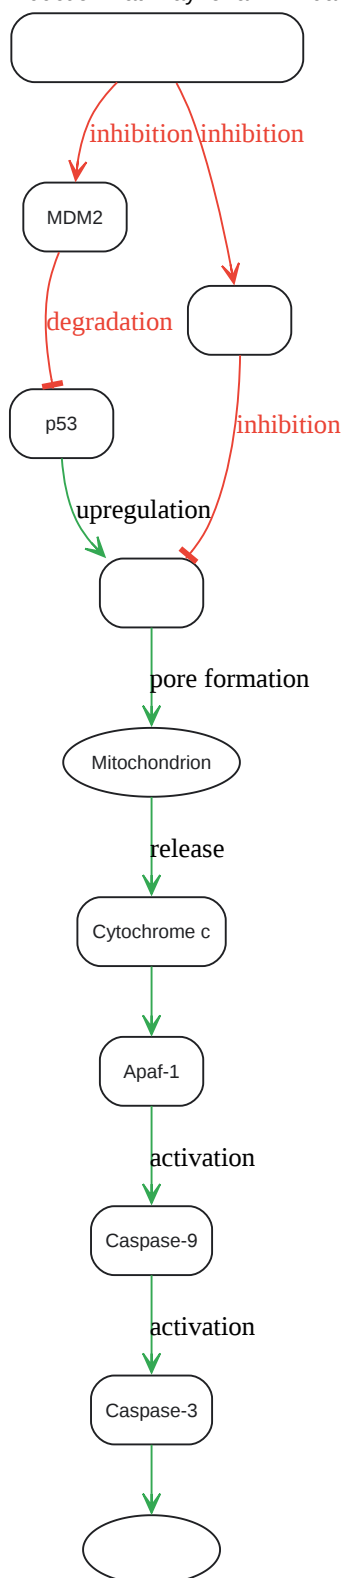 inhibition inhibition
MDM2
degradation
p53
inhibition
upregulation
pore formation
Mitochondrion
release
Cytochrome c
Apaf-1
activation
Caspase-9
activation
Caspase-3